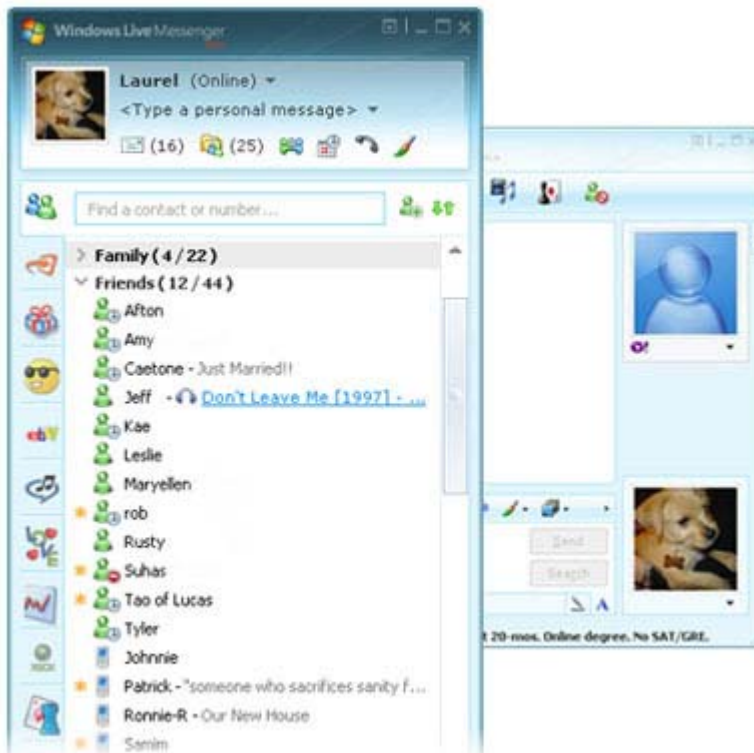 Windows Live Messenger
Laurel (Online)
<Type a personal message>
(16) (25)
Find a contact or number...
Family ( 4 / 22 )
Friends ( 12 / 44 )
Afton
Amy
Caetone - Just Married!!
Jeff - Don't Leave Me [1997] - ...
Kae
Leslie
Maryellen
rob
Rusty
Suhas
Tao of Lucas
Tyler
Johnnie
Patrick - "someone who sacrifices sanity f...
Ronnie-R - Our New House
Samim
ebY
XBOX
Send
Search
A
t 20-mos. Online degree. No SAT/GRE.